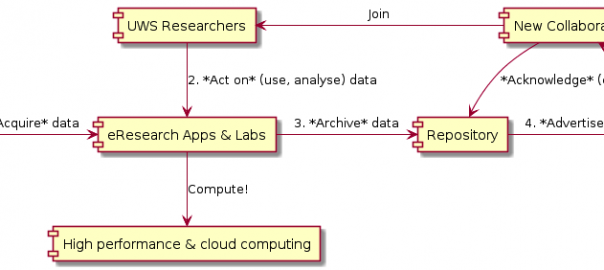 Join
UWS Researchers
New Collabora
2. *Act on* (use, analyse) data
*Acknowledge* (
Acquire* data
eResearch Apps & Labs
3. *Archive* data
Repository
4. *Advertise
Compute!
High performance & cloud computing